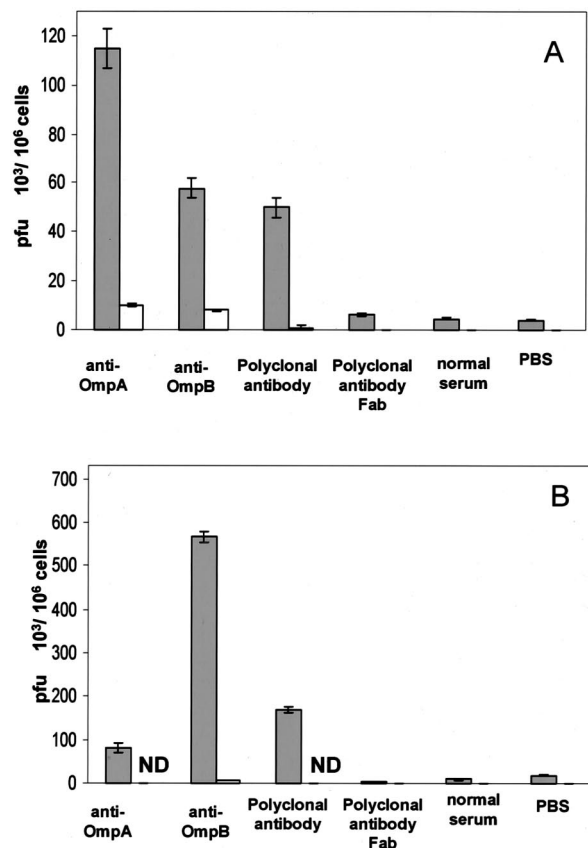 A
120
100
80
60
40
20
0
pfu 10³/ 10⁶ cells
anti-OmpA
anti-OmpB
Polyclonal antibody
Polyclonal antibody Fab
normal serum
PBS
B
700
600
500
400
300
200
100
0
pfu 10³/ 10⁶ cells
ND
ND
anti-OmpA
anti-OmpB
Polyclonal antibody
Polyclonal antibody Fab
normal serum
PBS